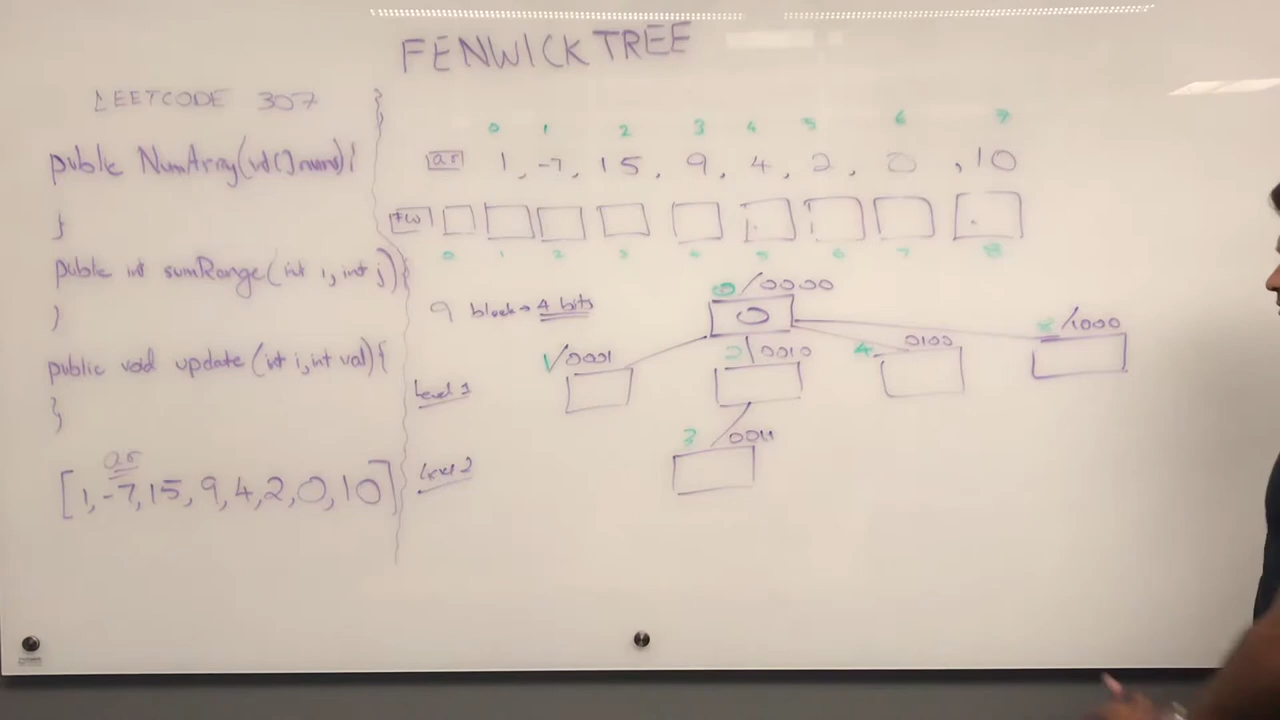 FENWICK TREE
LEETCODE 307
public NumArray(int[] nums){
}
public int sumRange(int i, int j){
}
public void update(int i, int val){
}
ar
[1,-7,15,9,4,2,0,10]
}
0 1 2 3 4 5 6 7
ar 1, -7, 15, 9, 4, 2, 0, 10
FW
0 1 2 3 4 5 6 7 8
9 block → 4 bits
0/0000
0
1/0001 2/0010 4 0100 8/1000
Level 1
3/0011
Level 2